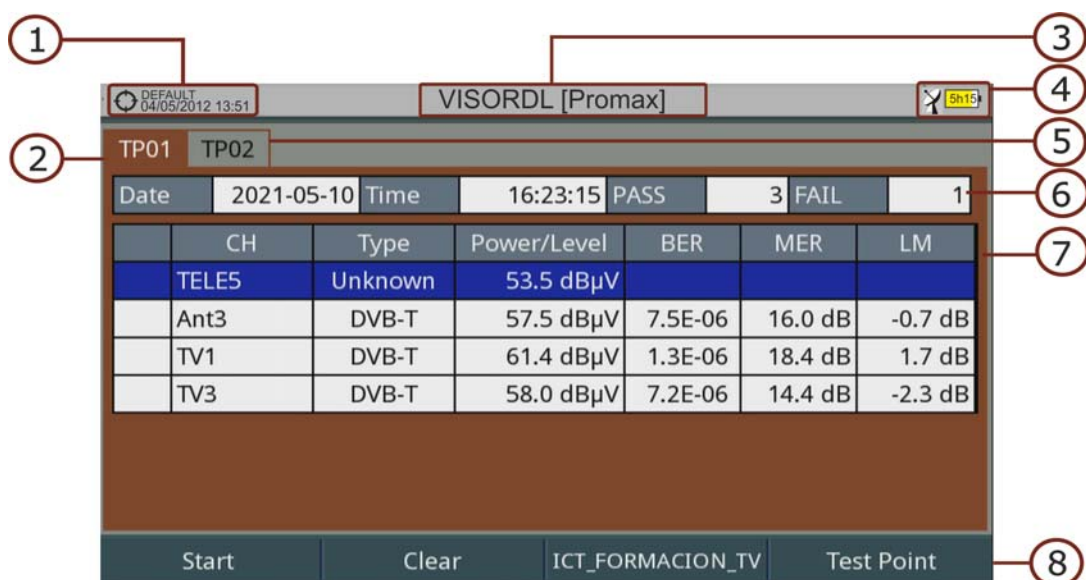 1
3
DEFAULT
04/05/2012 13:51
VISORDL [Promax]
5h15
4
2
TP01 TP02
5
Date 2021-05-10 Time 16:23:15 PASS 3 FAIL 1
6
CH Type Power/Level BER MER LM
7
TELE5 Unknown 53.5 dBµV
Ant3 DVB-T 57.5 dBµV 7.5E-06 16.0 dB -0.7 dB
TV1 DVB-T 61.4 dBµV 1.3E-06 18.4 dB 1.7 dB
TV3 DVB-T 58.0 dBµV 7.2E-06 14.4 dB -2.3 dB
Start Clear ICT_FORMACION_TV Test Point
8